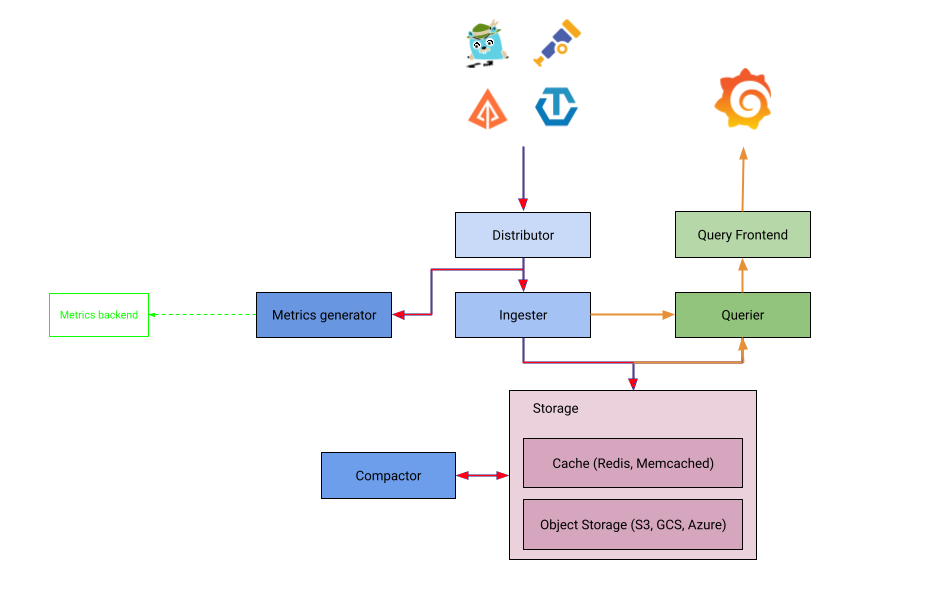 Distributor
Query Frontend
Metrics backend
Metrics generator
Ingester
Querier
Storage
Cache (Redis, Memcached)
Compactor
Object Storage (S3, GCS, Azure)